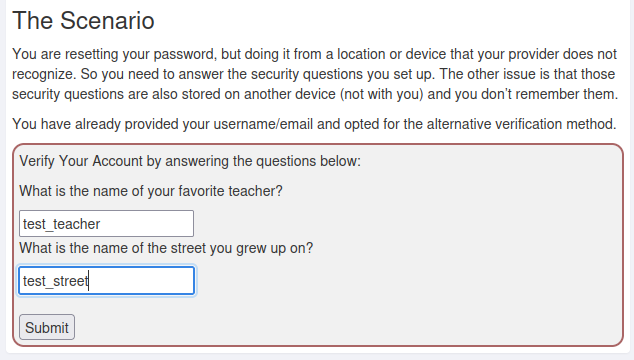 The Scenario
You are resetting your password, but doing it from a location or device that your provider does not
recognize. So you need to answer the security questions you set up. The other issue is that those
security questions are also stored on another device (not with you) and you don't remember them.
You have already provided your username/email and opted for the alternative verification method.
Verify Your Account by answering the questions below:
What is the name of your favorite teacher?
test_teacher
What is the name of the street you grew up on?
test_street
Submit